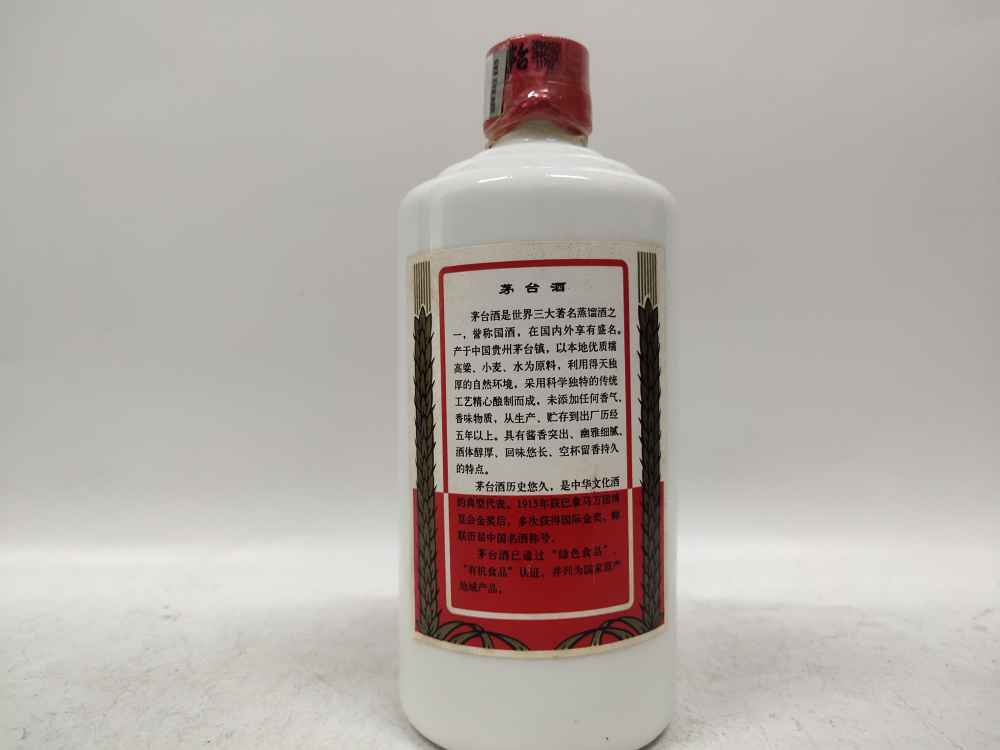 茅台酒
茅台酒是世界三大著名蒸馏酒之
一，誉称国酒，在国内外享有盛名。
产于中国贵州茅台镇，以本地优质糯
高粱、小麦、水为原料，利用得天独
厚的自然环境，采用科学独特的传统
工艺精心酿制而成，未添加任何香气、
香味物质，从生产、贮存到出厂历经
五年以上。具有酱香突出、幽雅细腻、
酒体醇厚、回味悠长、空杯留香持久
的特点。
茅台酒历史悠久，是中华文化酒
的典型代表。1915年获巴拿马万国博
览会金奖后，多次获得国际金奖，蝉
联历届中国名酒称号。
茅台酒已通过“绿色食品”、
“有机食品”认证，并列为国家原产
地域产品。